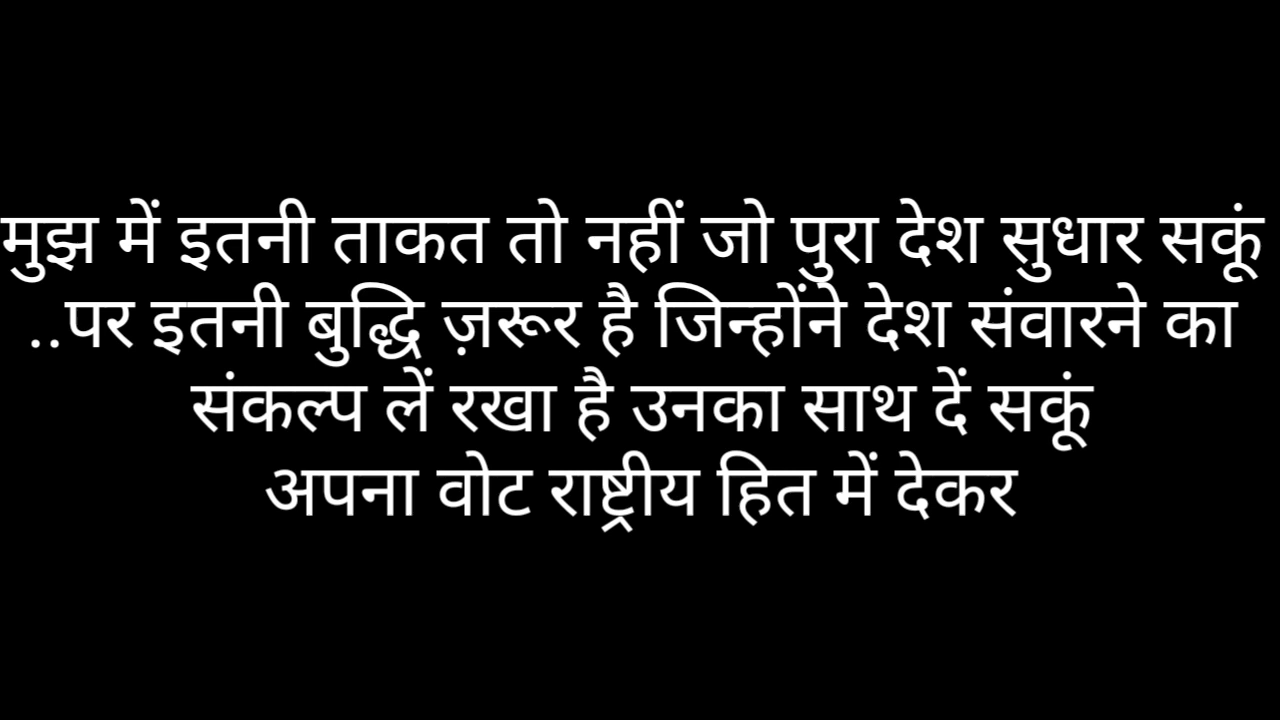 मुझ में इतनी ताकत तो नहीं जो पुरा देश सुधार सकूं
..पर इतनी बुद्धि ज़रूर है जिन्होंने देश संवारने का
संकल्प लें रखा है उनका साथ दें सकूं
अपना वोट राष्ट्रीय हित में देकर